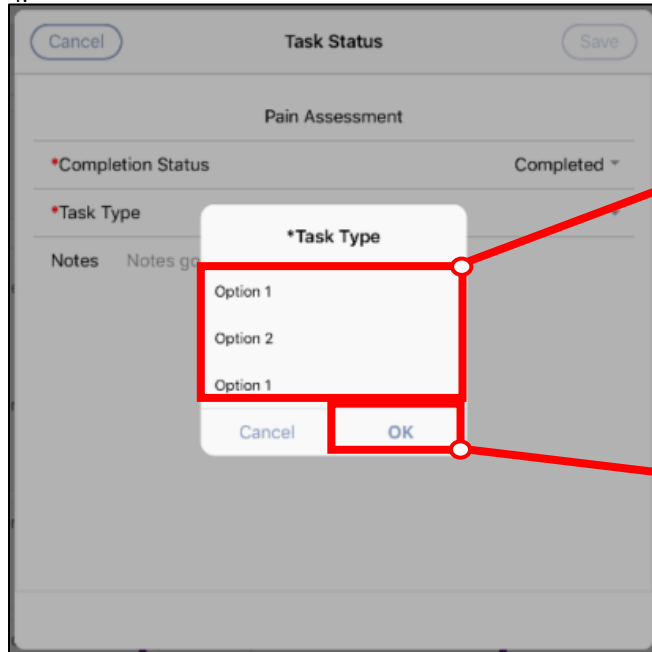 Cancel Task Status Save
Pain Assessment
*Completion Status Completed
*Task Type
Notes Notes go
*Task Type
Option 1
Option 2
Option 1
Cancel OK